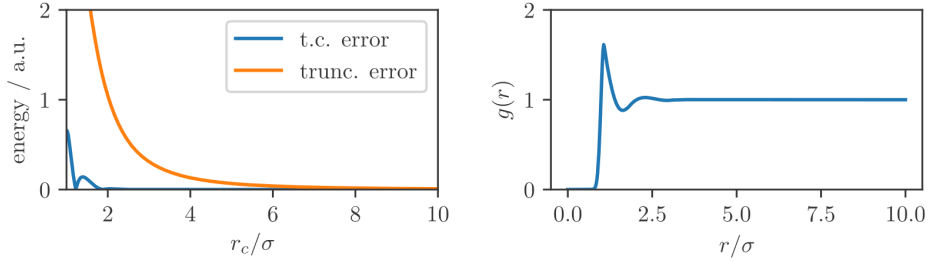 energy / a.u.
2
1
0
t.c. error
trunc. error
2 4 6 8 10
r_c/σ
g(r)
2
1
0
0.0 2.5 5.0 7.5 10.0
r/σ